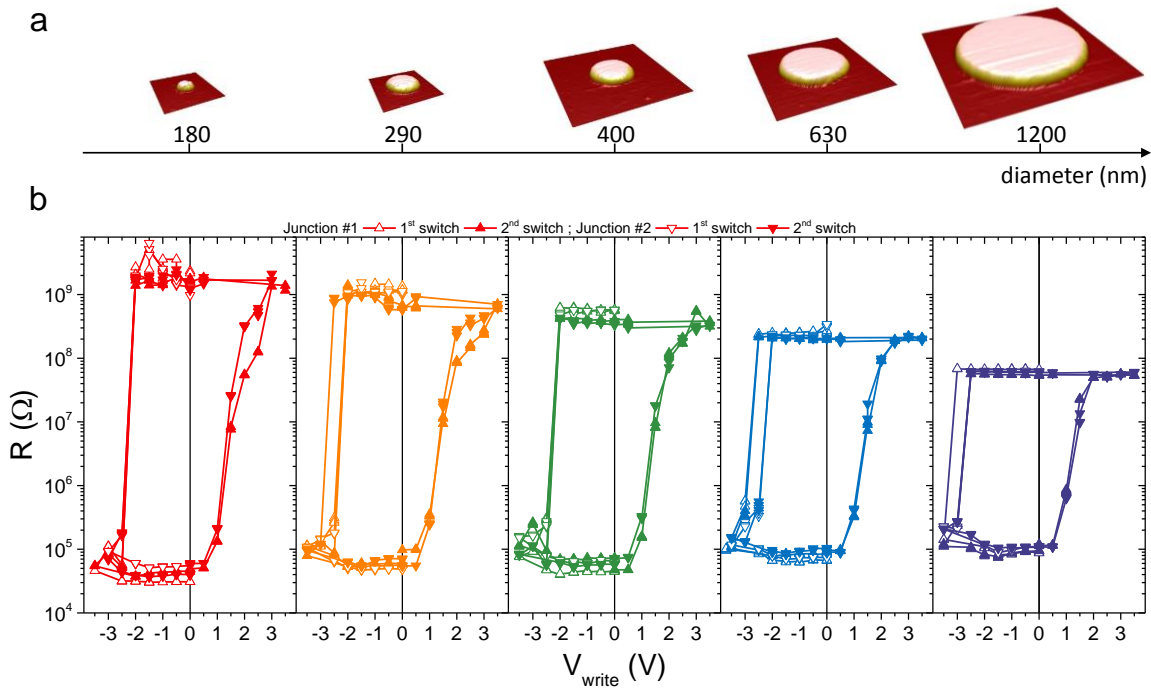 a
180 290 400 630 1200
diameter (nm)
b
Junction #1 1st switch 2nd switch ; Junction #2 1st switch 2nd switch
10^9
10^8
10^7
10^6
10^5
10^4
R (Ω)
-3 -2 -1 0 1 2 3 -3 -2 -1 0 1 2 3 -3 -2 -1 0 1 2 3 -3 -2 -1 0 1 2 3 -3 -2 -1 0 1 2 3
V_write (V)